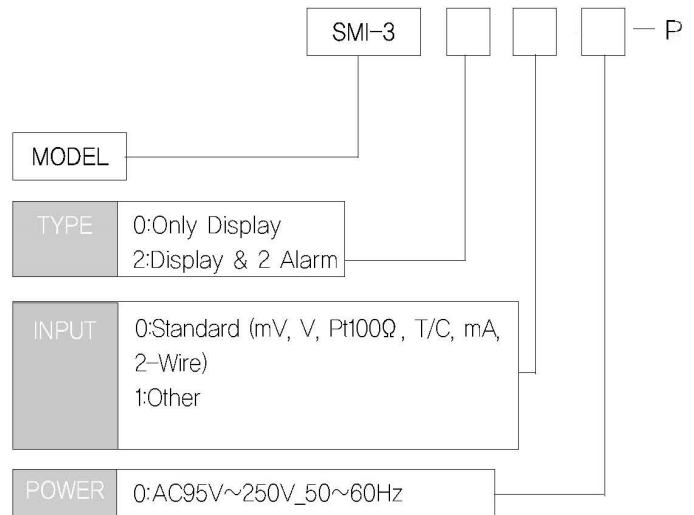 SMI-3 - P
MODEL
TYPE 0:Only Display
2:Display & 2 Alarm
INPUT 0:Standard (mV, V, Pt100Ω , T/C, mA,
2-Wire)
1:Other
POWER 0:AC95V~250V_50~60Hz